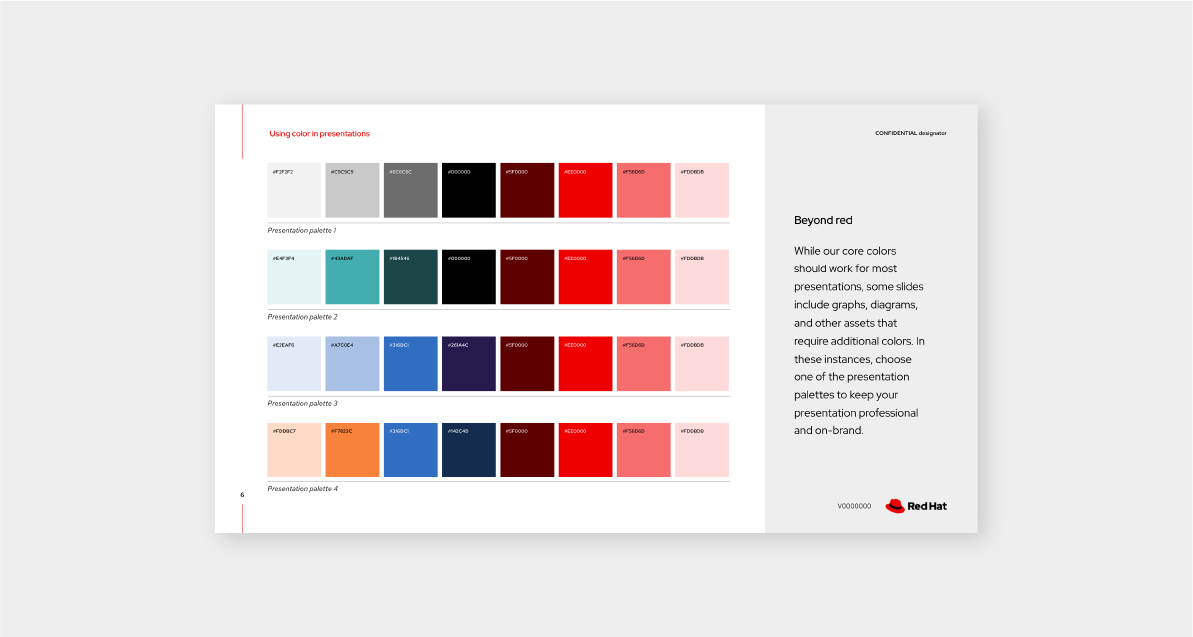 Using color in presentations
CONFIDENTIAL designator
#F2F2F2 #C9C9C9 #6C6C6C #000000 #5F0000 #EE0000 #F56D6D #FDDBDB
Presentation palette 1
#E4F3F4 #43ADAF #000000 #5F0000 #EE0000 #F56D6D #FDDBDB
Presentation palette 2
#E2EAF6 #A7C0E4 #316DC1 #261A4C #5F0000 #EE0000 #F56D6D #FDDBDB
Presentation palette 3
#FDDBC7 #F7823C #316DC1 #142C4D #5F0000 #EE0000 #F56D6D #FDDBDB
Presentation palette 4
6
Beyond red
While our core colors
should work for most
presentations, some slides
include graphs, diagrams,
and other assets that
require additional colors. In
these instances, choose
one of the presentation
palettes to keep your
presentation professional
and on-brand.
V0000000
Red Hat